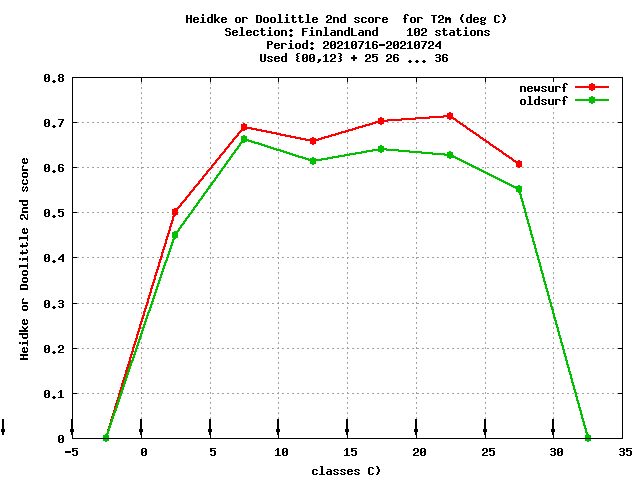 Heidke or Doolittle 2nd score  for T2m (deg C)
Selection: FinlandLand    102 stations
Period: 20210716-20210724
Used {00,12} + 25 26 ... 36
newsurf
oldsurf
Heidke or Doolittle 2nd score
0.8
0.7
0.6
0.5
0.4
0.3
0.2
0.1
0
-5 0 5 10 15 20 25 30 35
classes C)